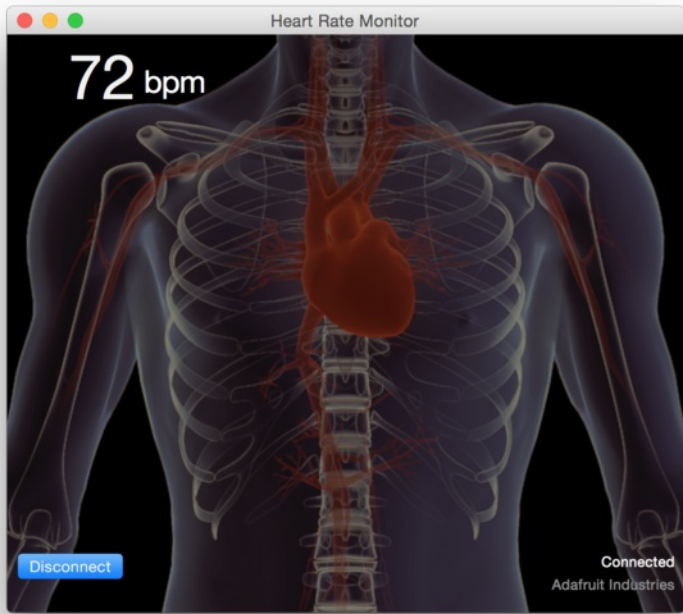 Heart Rate Monitor
72 bpm
Disconnect
Connected
Adafruit Industries